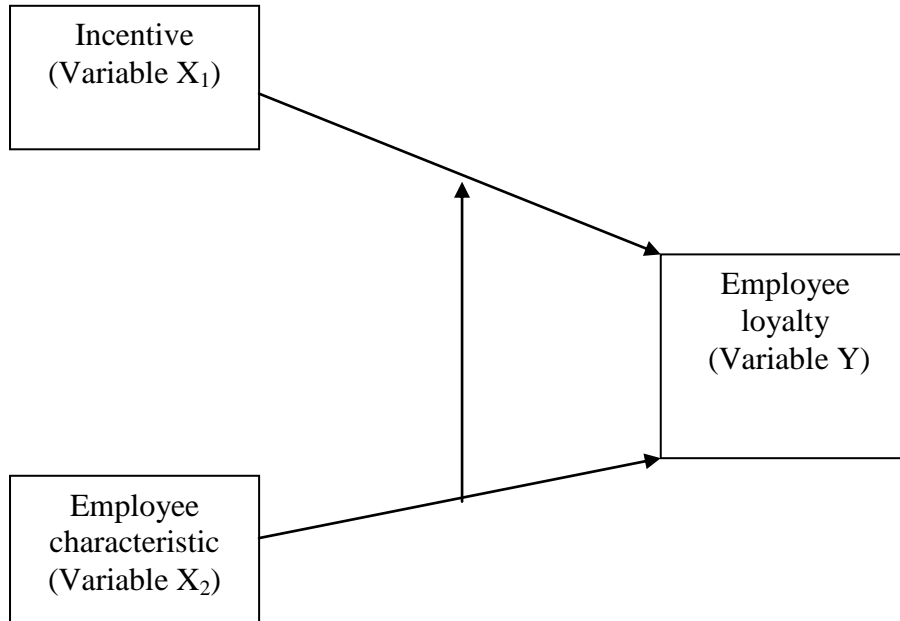 Incentive
(Variable X₁)
Employee
loyalty
(Variable Y)
Employee
characteristic
(Variable X₂)